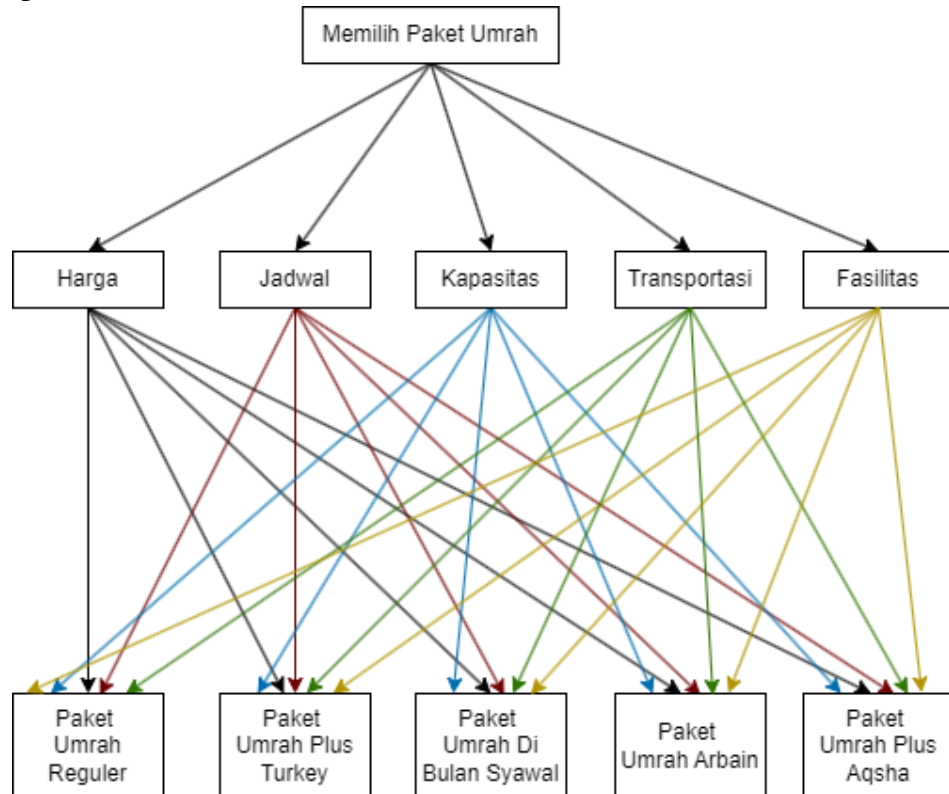 Memilih Paket Umrah
Harga
Jadwal
Kapasitas
Transportasi
Fasilitas
Paket
Umrah
Reguler
Paket
Umrah Plus
Turkey
Paket
Umrah Di
Bulan Syawal
Paket
Umrah Arbain
Paket
Umrah Plus
Aqsha